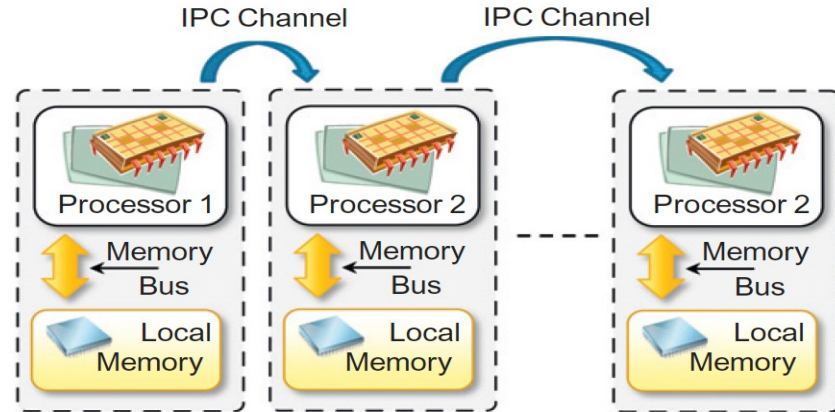 IPC Channel
IPC Channel
Processor 1
Processor 2
Processor 2
Memory
Bus
Memory
Bus
Memory
Bus
Local
Memory
Local
Memory
Local
Memory